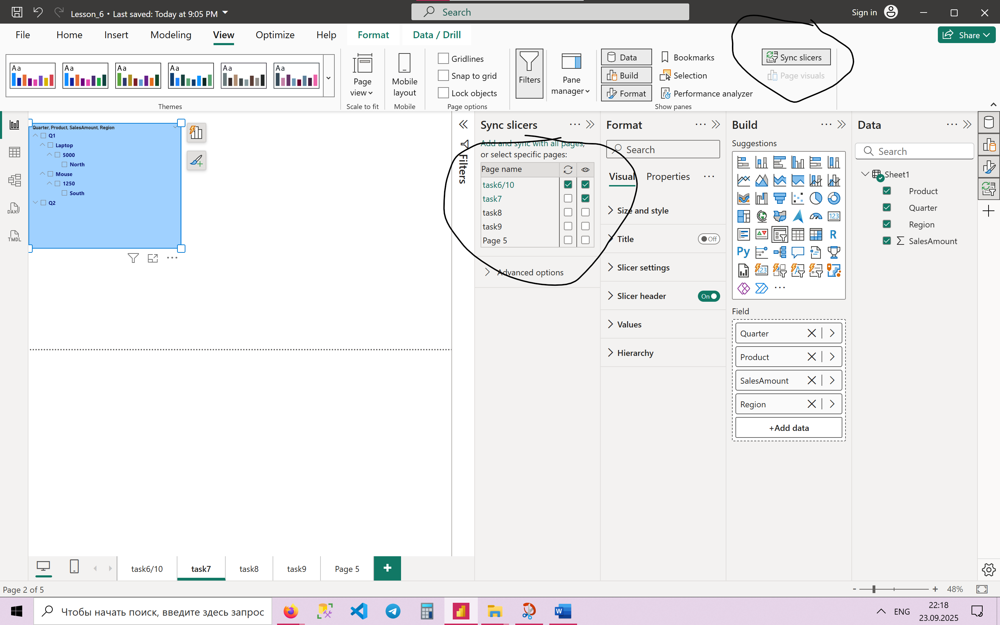 Lesson_6 • Last saved: Today at 9:05 PM
Search
Sign in
File Home Insert Modeling View Optimize Help Format Data / Drill
Share
Aa Aa Aa Aa Aa Aa
Themes
Page view
Scale to fit
Mobile layout
Mobile
Gridlines
Snap to grid
Lock objects
Page options
Filters
Pane manager
Data
Build
Format
Bookmarks
Selection
Performance analyzer
Sync slicers
Page visuals
Show panes
DAX
TMDL
Quarter, Product, SalesAmount, Region
Q1
Laptop
5000
North
Mouse
1250
South
Q2
Filters
Sync slicers
Add and sync with all pages,
or select specific pages:
Page name
task6/10
task7
task8
task9
Page 5
Advanced options
Format
Search
Visual Properties
Size and style
Title Off
Slicer settings
Slicer header On
Values
Hierarchy
Build
Suggestions
123
R
Py
123
Field
Quarter
Product
SalesAmount
Region
+Add data
Data
Search
Sheet1
Product
Quarter
Region
SalesAmount
task6/10 task7 task8 task9 Page 5 +
Page 2 of 5
- + 48%
Чтобы начать поиск, введите здесь запрос
W
ENG
22:18
23.09.2025